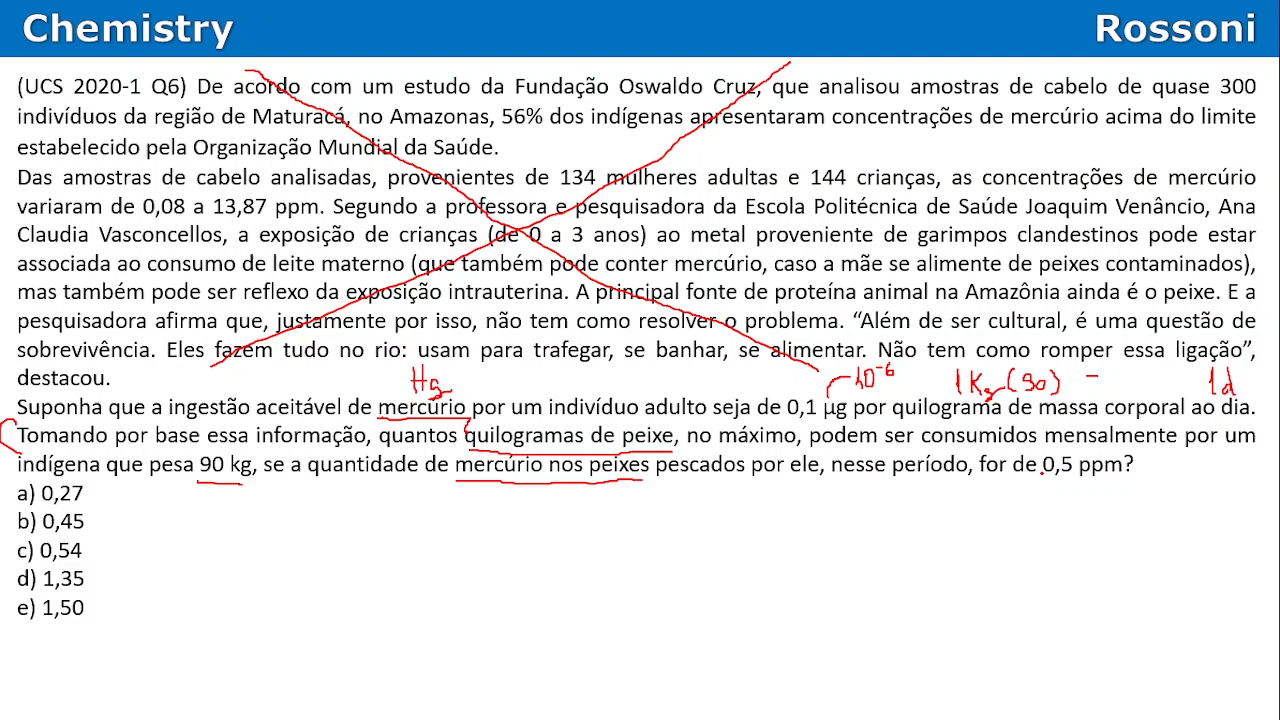 Chemistry Rossoni
(UCS 2020-1 Q6) De acordo com um estudo da Fundação Oswaldo Cruz, que analisou amostras de cabelo de quase 300
indivíduos da região de Maturacá, no Amazonas, 56% dos indígenas apresentaram concentrações de mercúrio acima do limite
estabelecido pela Organização Mundial da Saúde.
Das amostras de cabelo analisadas, provenientes de 134 mulheres adultas e 144 crianças, as concentrações de mercúrio
variaram de 0,08 a 13,87 ppm. Segundo a professora e pesquisadora da Escola Politécnica de Saúde Joaquim Venâncio, Ana
Claudia Vasconcellos, a exposição de crianças (de 0 a 3 anos) ao metal proveniente de garimpos clandestinos pode estar
associada ao consumo de leite materno (que também pode conter mercúrio, caso a mãe se alimente de peixes contaminados),
mas também pode ser reflexo da exposição intrauterina. A principal fonte de proteína animal na Amazônia ainda é o peixe. E a
pesquisadora afirma que, justamente por isso, não tem como resolver o problema. “Além de ser cultural, é uma questão de
sobrevivência. Eles fazem tudo no rio: usam para trafegar, se banhar, se alimentar. Não tem como romper essa ligação”,
destacou.
Hg 10⁻⁶ 1Kg (90) – 1d
Suponha que a ingestão aceitável de mercúrio por um indivíduo adulto seja de 0,1 μg por quilograma de massa corporal ao dia.
Tomando por base essa informação, quantos quilogramas de peixe, no máximo, podem ser consumidos mensalmente por um
indígena que pesa 90 kg, se a quantidade de mercúrio nos peixes pescados por ele, nesse período, for de 0,5 ppm?
a) 0,27
b) 0,45
c) 0,54
d) 1,35
e) 1,50